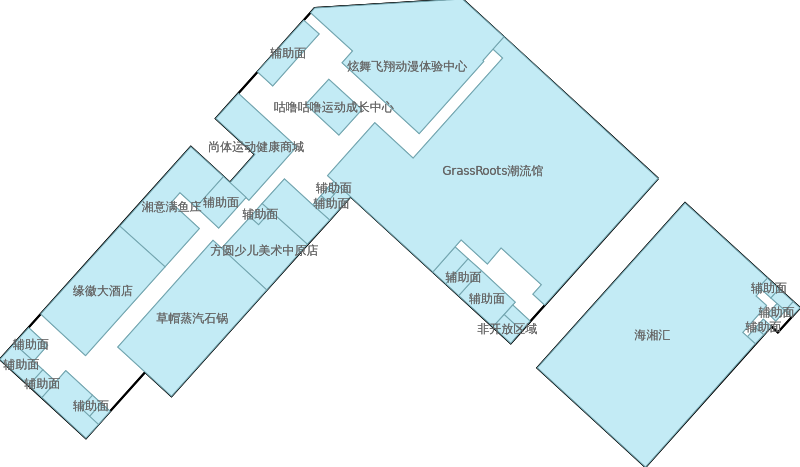 辅助面
炫舞飞翔动漫体验中心
咕噜咕噜运动成长中心
尚体运动健康商城
GrassRoots潮流馆
辅助面
辅助面
辅助面
湘意满鱼庄
辅助面
方圆少儿美术中原店
辅助面
缘徽大酒店
辅助面
草帽蒸汽石锅
非开放区域
辅助面
辅助面
海湘汇
辅助面
辅助面
辅助面
辅助面
辅助面
辅助面